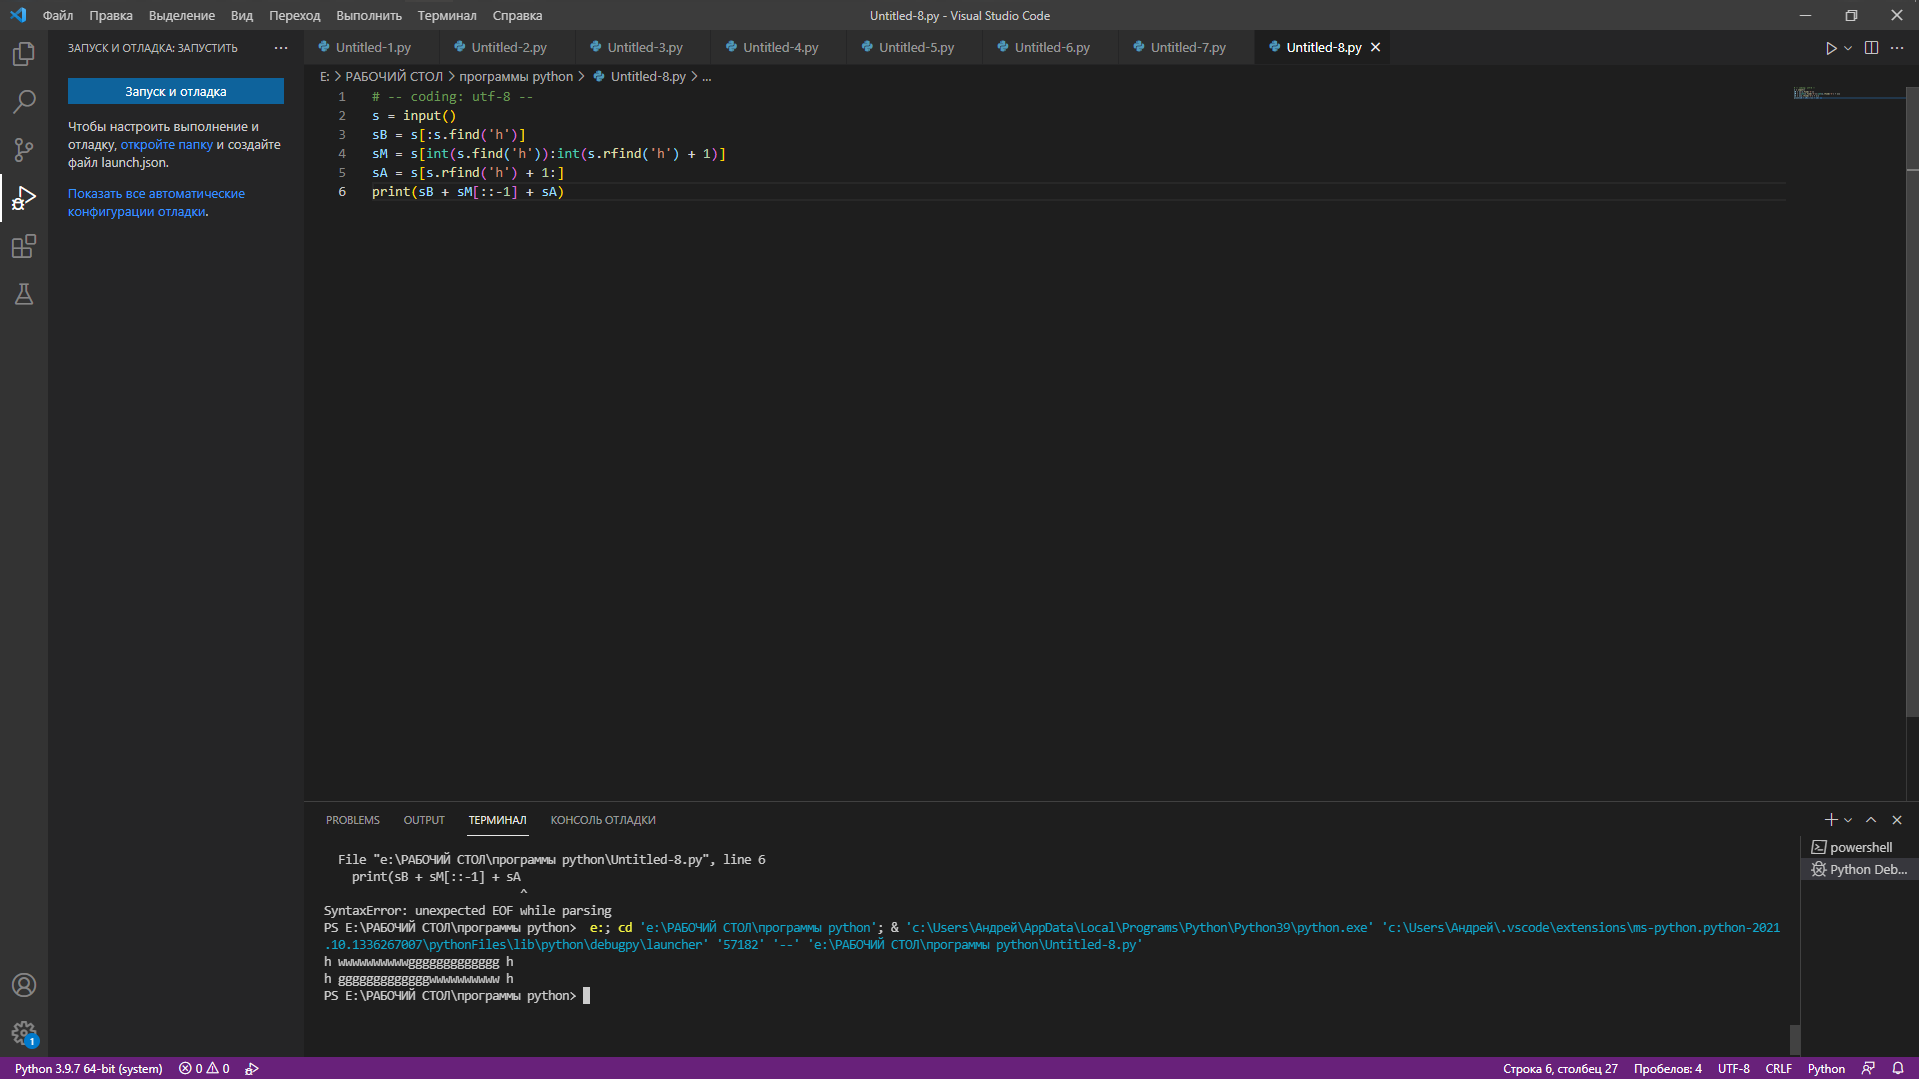 Файл Правка Выделение Вид Переход Выполнить Терминал Справка
Untitled-8.py - Visual Studio Code
ЗАПУСК И ОТЛАДКА: ЗАПУСТИТЬ
Запуск и отладка
Чтобы настроить выполнение и
отладку, откройте папку и создайте
файл launch.json.
Показать все автоматические
конфигурации отладки.
Untitled-1.py Untitled-2.py Untitled-3.py Untitled-4.py Untitled-5.py Untitled-6.py Untitled-7.py Untitled-8.py
E: > РАБОЧИЙ СТОЛ > программы python > Untitled-8.py > ...
1 # -- coding: utf-8 --
2 s = input()
3 sB = s[:s.find('h')]
4 sM = s[int(s.find('h')):int(s.rfind('h') + 1)]
5 sA = s[s.rfind('h') + 1:]
6 print(sB + sM[::-1] + sA)
PROBLEMS OUTPUT ТЕРМИНАЛ КОНСОЛЬ ОТЛАДКИ
powershell
Python Deb...
File "e:\РАБОЧИЙ СТОЛ\программы python\Untitled-8.py", line 6
print(sB + sM[::-1] + sA
^
SyntaxError: unexpected EOF while parsing
PS E:\РАБОЧИЙ СТОЛ\программы python>  e:; cd 'e:\РАБОЧИЙ СТОЛ\программы python'; & 'c:\Users\Андрей\AppData\Local\Programs\Python\Python39\python.exe' 'c:\Users\Андрей\.vscode\extensions\ms-python.python-2021
.10.1336267007\pythonFiles\lib\python\debugpy\launcher' '57182' '--' 'e:\РАБОЧИЙ СТОЛ\программы python\Untitled-8.py'
h wwwwwwwwwwggggggggggggg h
h gggggggggggggwwwwwwwwww h
PS E:\РАБОЧИЙ СТОЛ\программы python>
1
Python 3.9.7 64-bit (system) 0 0
Строка 6, столбец 27 Пробелов: 4 UTF-8 CRLF Python